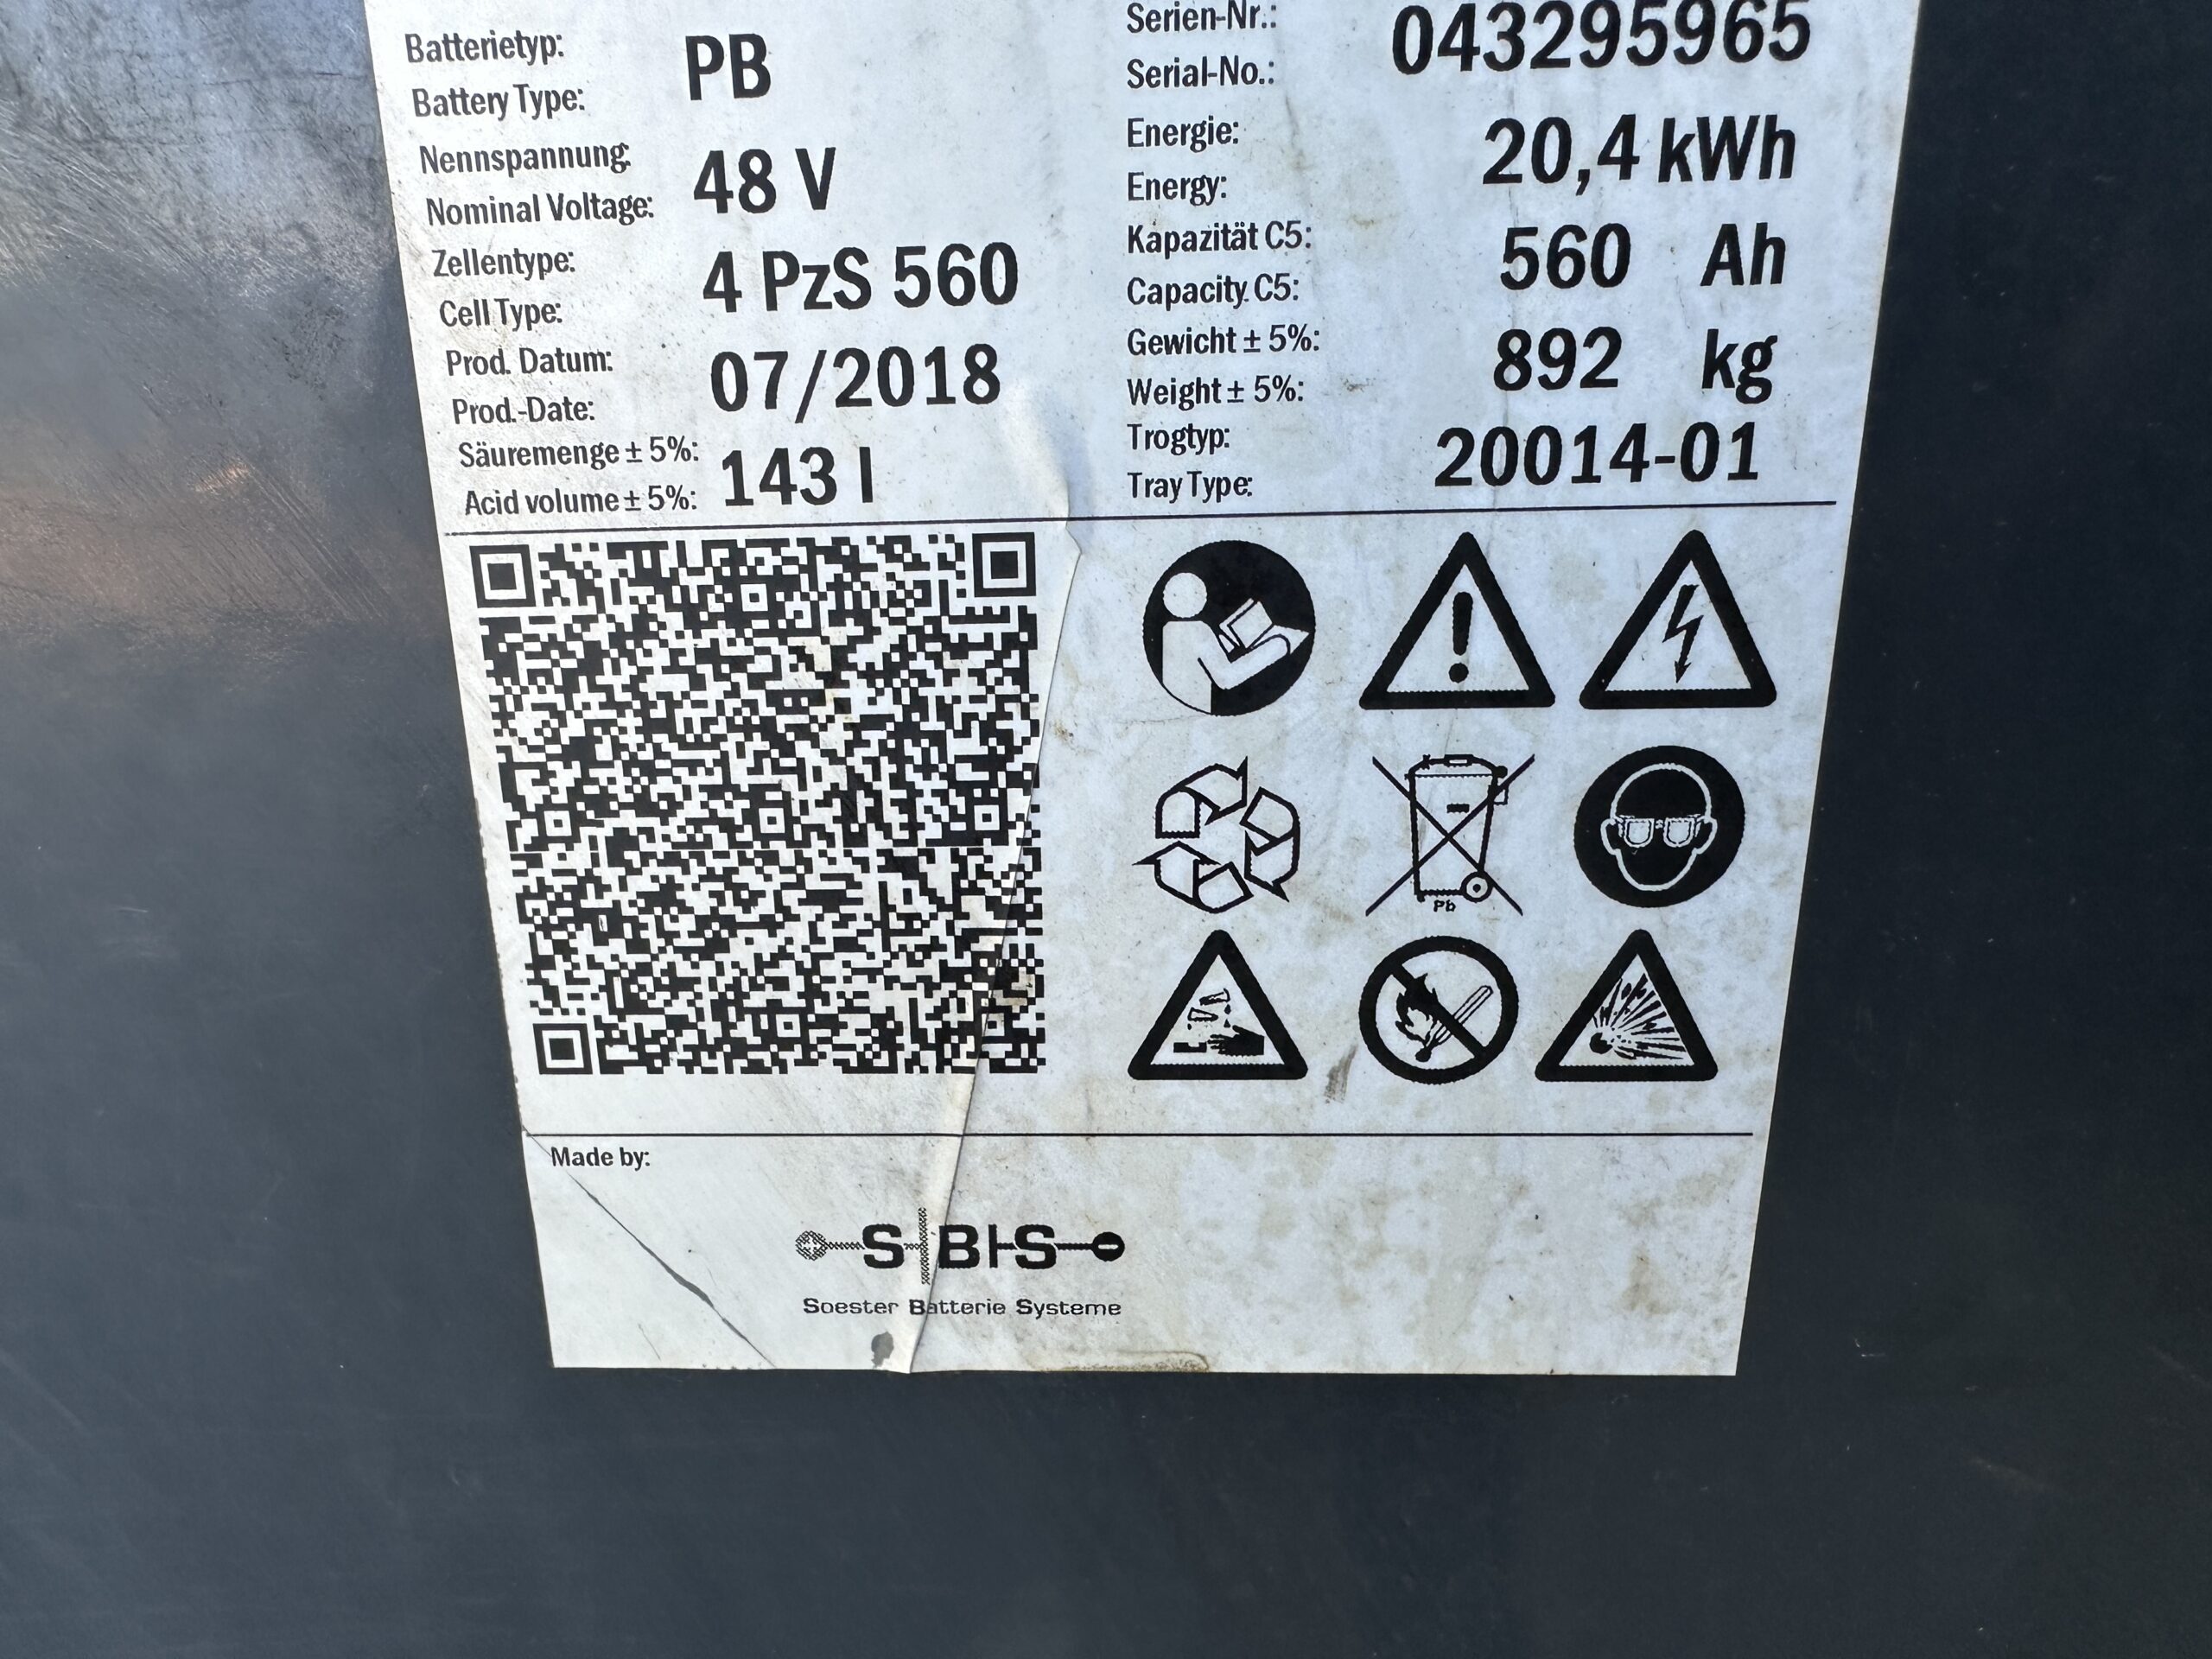 Batterietyp:
Battery Type:
PB
Nennspannung:
Nominal Voltage:
48 V
Zellentype:
Cell Type:
4 PzS 560
Prod. Datum:
Prod.-Date:
07/2018
Säuremenge ± 5%:
Acid volume ± 5%:
143 l
Serien-Nr.:
Serial-No.:
043295965
Energie:
Energy:
20,4 kWh
Kapazität C5:
Capacity C5:
560 Ah
Gewicht ± 5%:
Weight ± 5%:
892 kg
Trogtyp:
Tray Type:
20014-01
Pb
Made by:
SBS
Soester Batterie Systeme